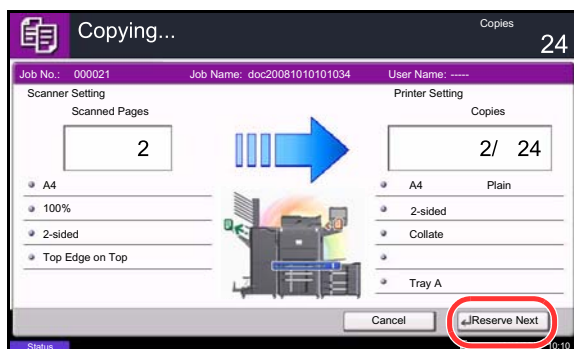 Copying...
Copies
24
Job No.: 000021 Job Name: doc20081010101034 User Name: -----
Scanner Setting Printer Setting
Scanned Pages Copies
2 2/ 24
A4 A4 Plain
100% 2-sided
2-sided Collate
Top Edge on Top
Tray A
Cancel Reserve Next
Status 10:10